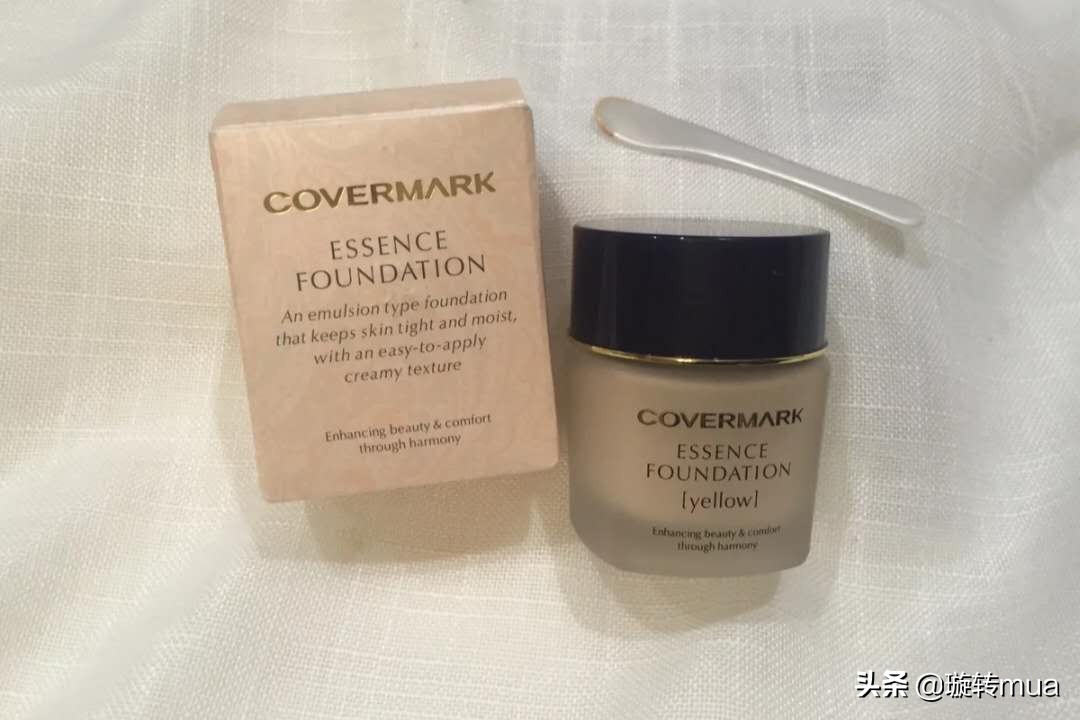 COVERMARK
ESSENCE
FOUNDATION
An emulsion type foundation
that keeps skin tight and moist,
with an easy-to-apply
creamy texture
Enhancing beauty & comfort
through harmony
COVERMARK
ESSENCE
FOUNDATION
[yellow]
Enhancing beauty & comfort
through harmony
头条 @璇转mua